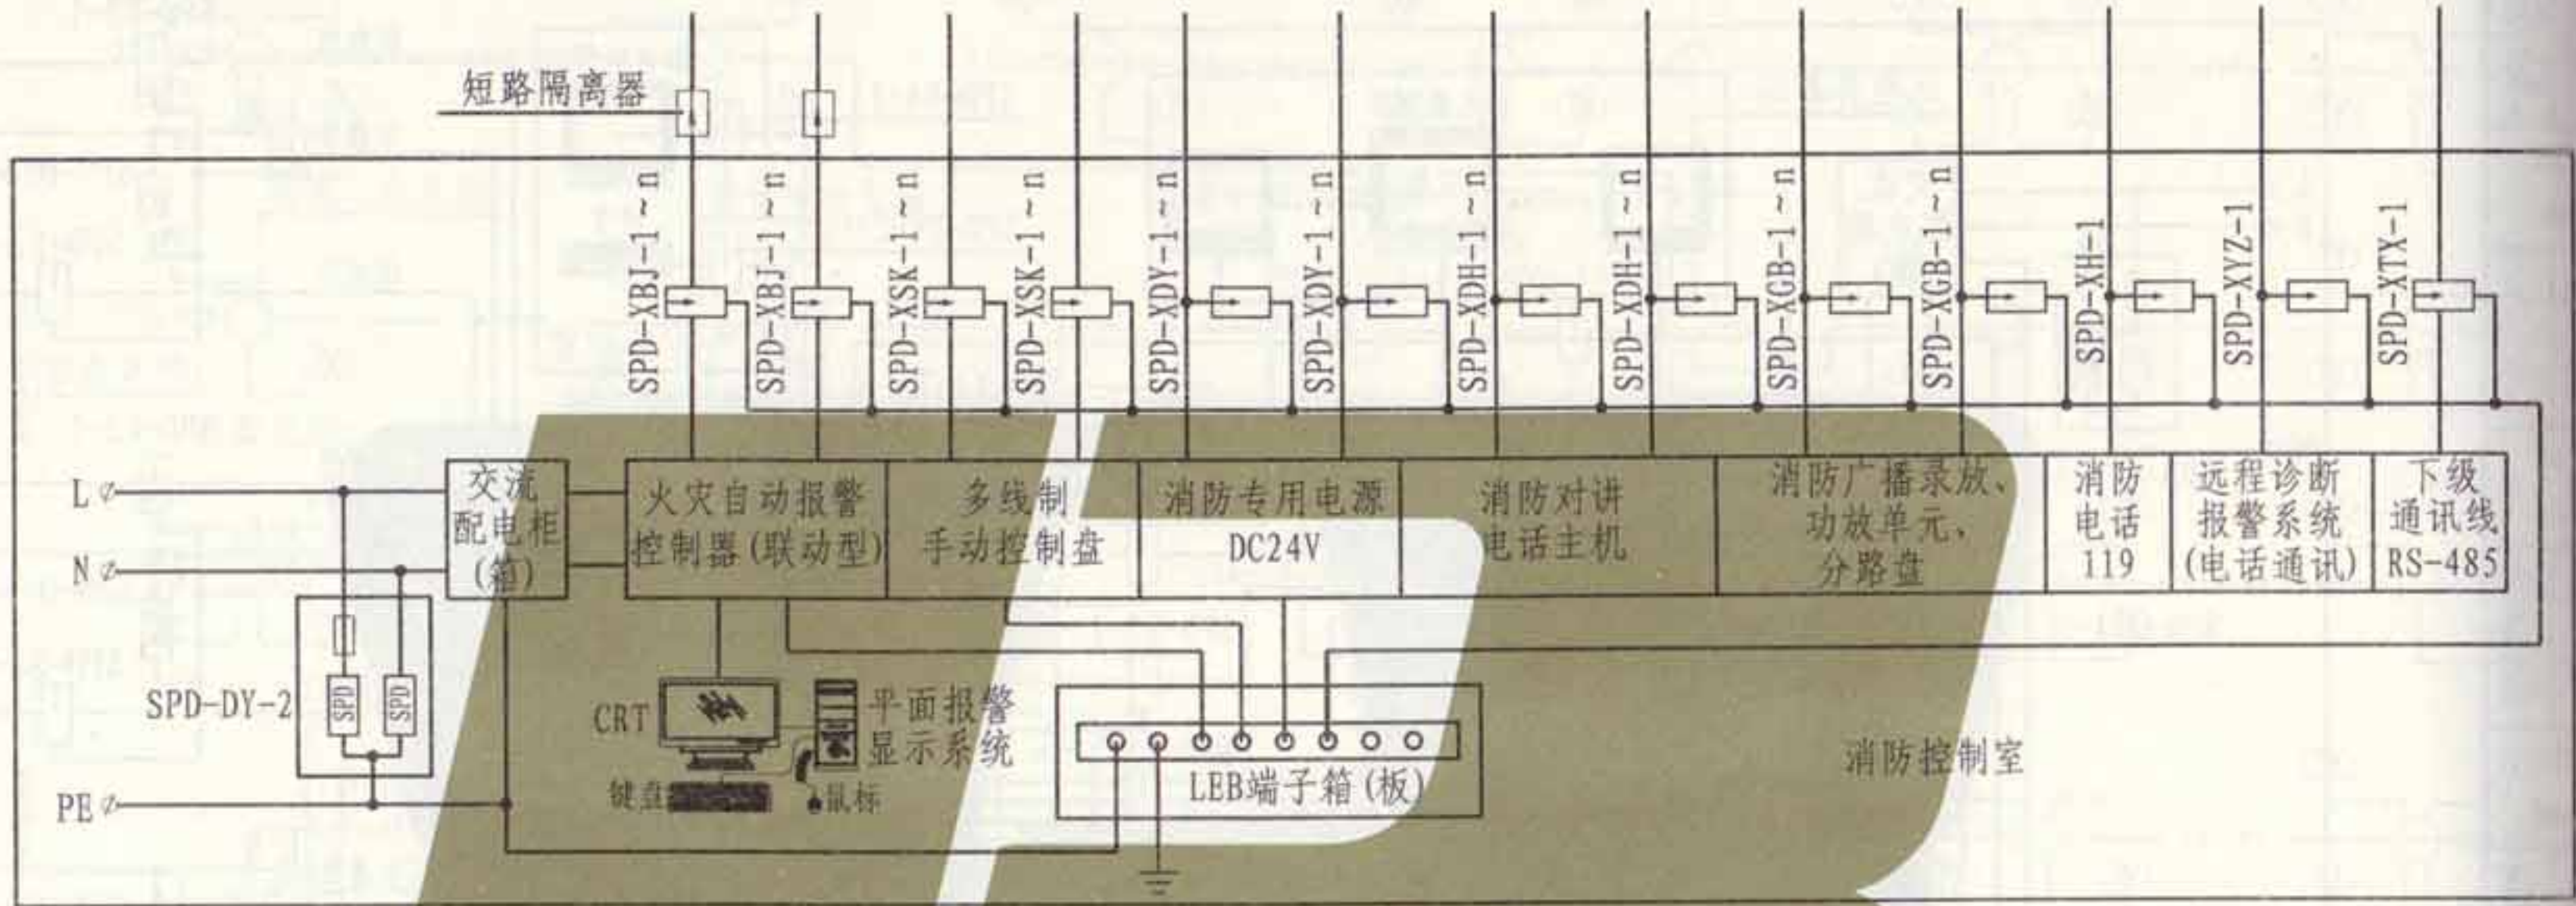 短路隔离器
SPD-XBJ-1~n
SPD-XBJ-1~n
SPD-XSK-1~n
SPD-XSK-1~n
SPD-XDY-1~n
SPD-XDY-1~n
SPD-XDH-1~n
SPD-XDH-1~n
SPD-XGB-1~n
SPD-XGB-1~n
SPD-XH-1
SPD-XYZ-1
SPD-XTX-1
L
N
PE
交流
配电柜
(箱)
火灾自动报警
控制器(联动型)
多线制
手动控制盘
消防专用电源
DC24V
消防对讲
电话主机
消防广播录放、
功放单元、
分路盘
消防
电话
119
远程诊断
报警系统
(电话通讯)
下级
通讯线
RS-485
SPD-DY-2
SPD
SPD
CRT
平面报警
显示系统
键盘
鼠标
LEB端子箱(板)
消防控制室